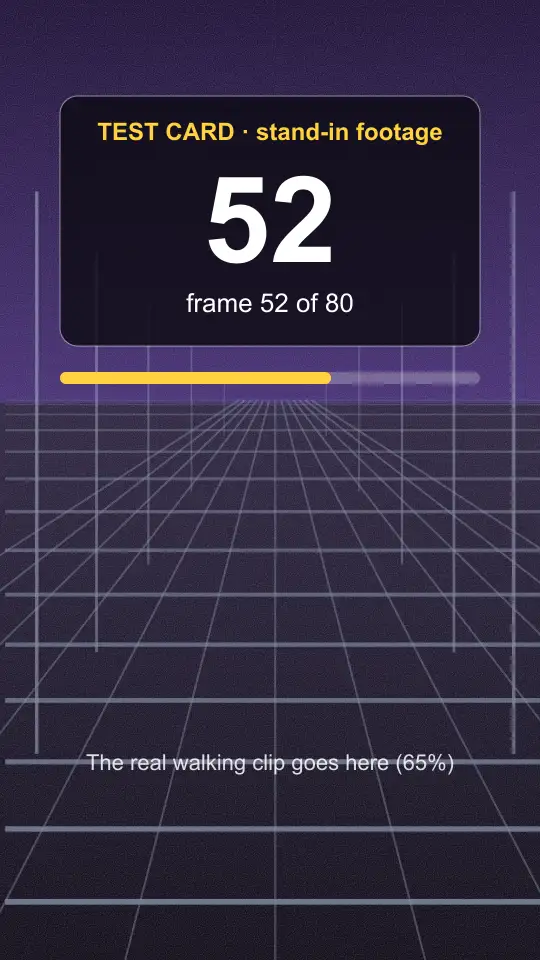 TEST CARD · stand-in footage
52
frame 52 of 80
The real walking clip goes here (65%)